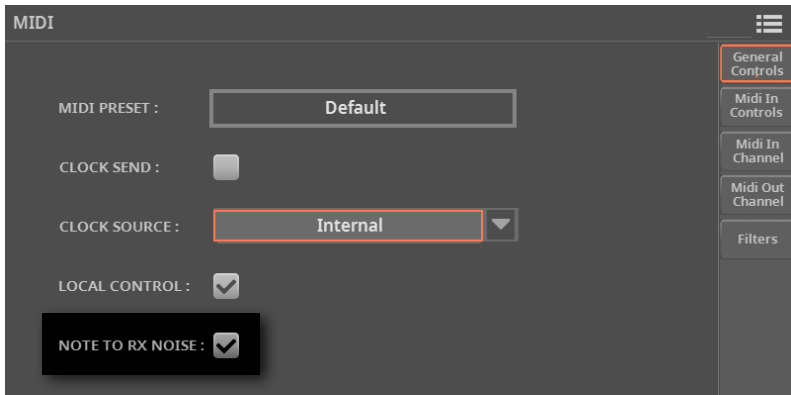 MIDI
General
Controls
MIDI PRESET :
Default
Midi In
Controls
CLOCK SEND :
Midi In
Channel
Midi Out
Channel
CLOCK SOURCE :
Internal
Filters
LOCAL CONTROL :
NOTE TO RX NOISE :